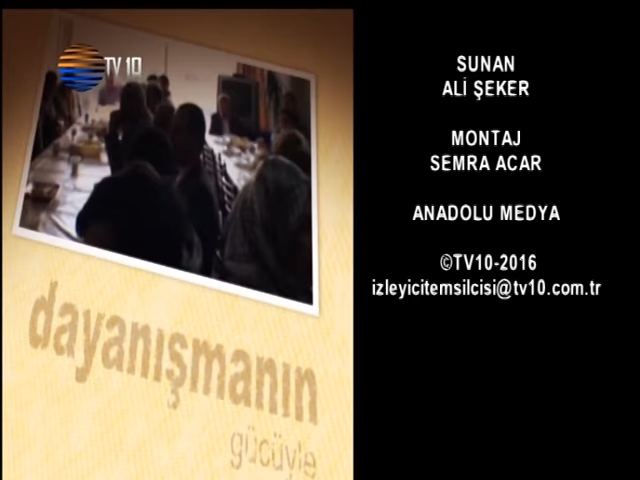 TV 10
dayanışmanın
gücüyle
SUNAN
ALİ ŞEKER
MONTAJ
SEMRA ACAR
ANADOLU MEDYA
©TV10-2016
izleyicitemsilcisi@tv10.com.tr